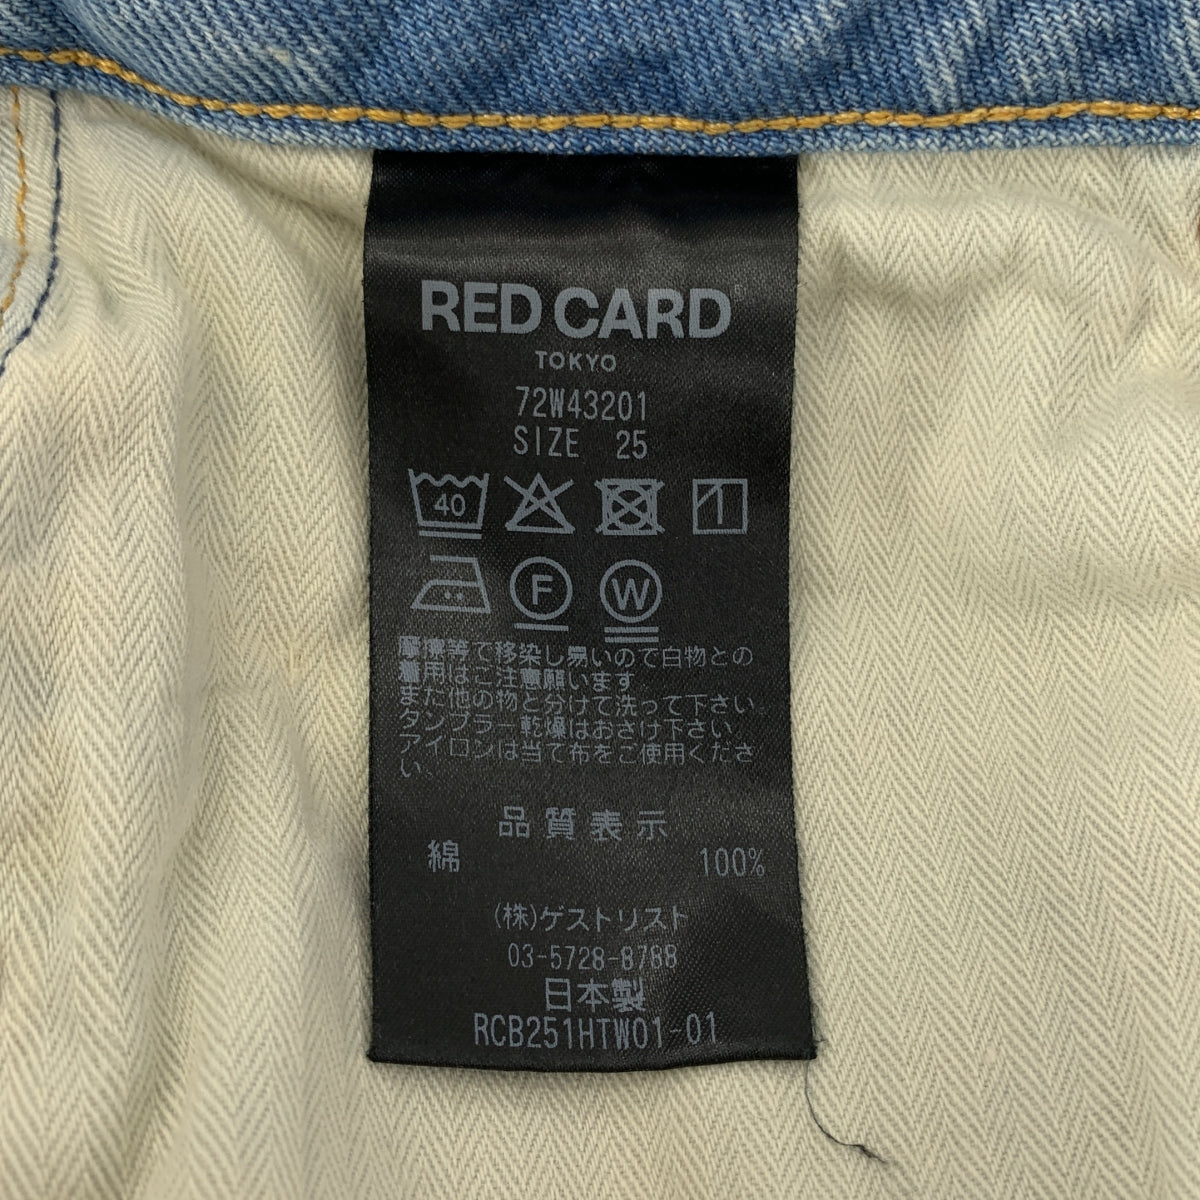 RED CARD®
TOKYO
72W43201
SIZE 25
40
F
W
摩擦等で移染し易いので白物との
着用はご注意願います
また他の物と分けて洗って下さい
タンブラー乾燥はおさけ下さい
アイロンは当て布をご使用くださ
い。
品質表示
綿 100%
(株)ゲストリスト
03-5728-8788
日本製
RCB251HTW01-01